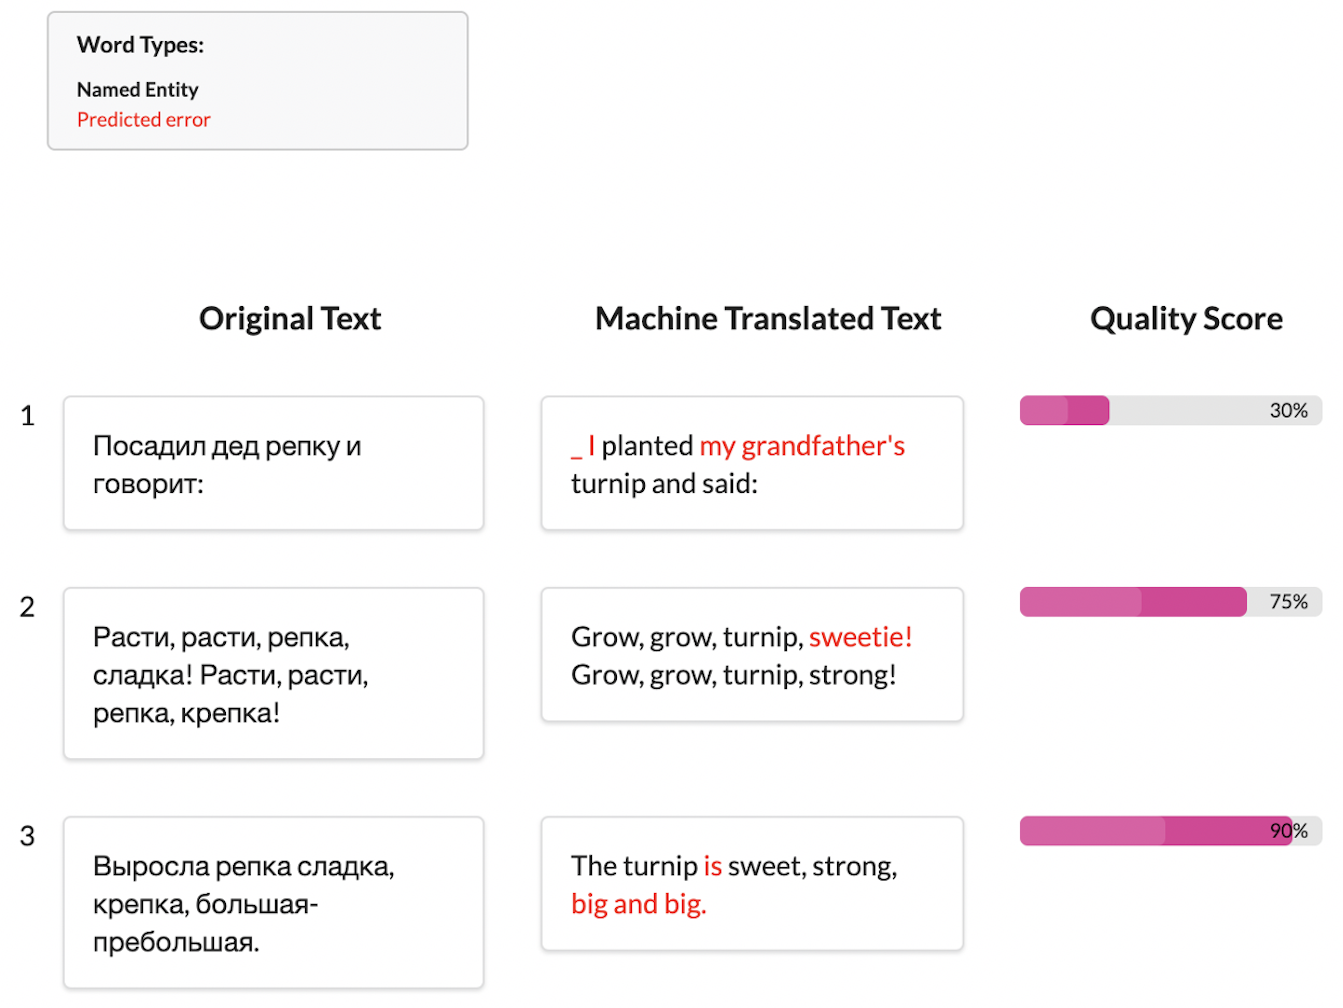 Word Types:
Named Entity
Predicted error
Original Text
Machine Translated Text
Quality Score
1
Посадил дед репку и
говорит:
_ I planted my grandfather's
turnip and said:
30%
2
Расти, расти, репка,
сладка! Расти, расти,
репка, крепка!
Grow, grow, turnip, sweetie!
Grow, grow, turnip, strong!
75%
3
Выросла репка сладка,
крепка, большая-
пребольшая.
The turnip is sweet, strong,
big and big.
90%